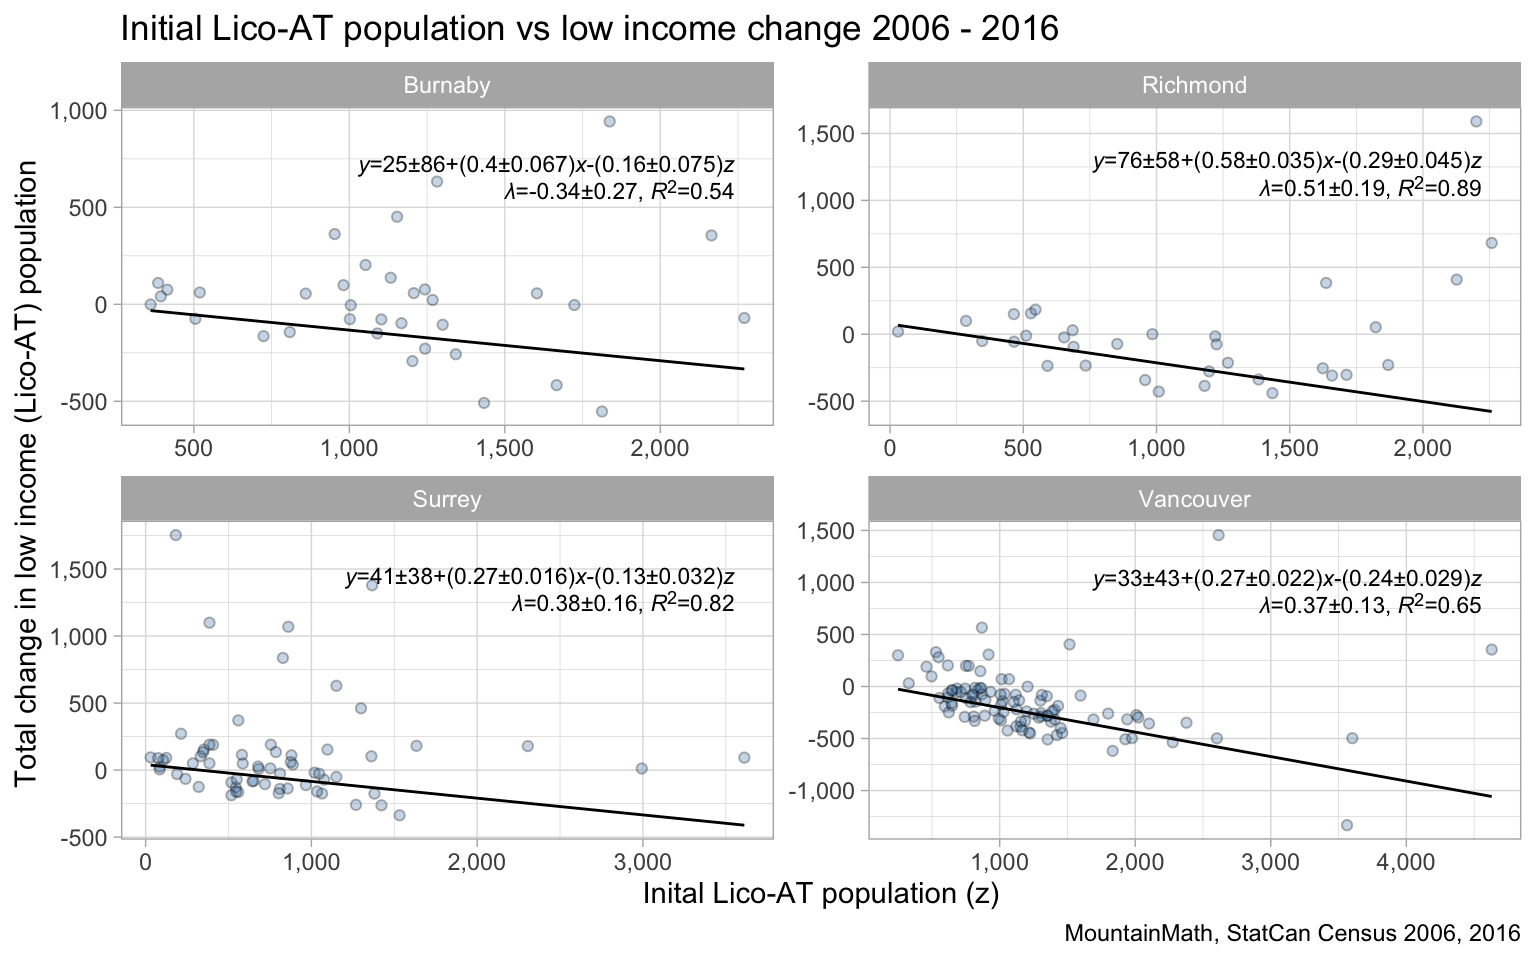 Initial Lico-AT population vs low income change 2006 - 2016
Total change in low income (Lico-AT) population
Burnaby
1,000
500
0
-500
y=25±86+(0.4±0.067)x-(0.16±0.075)z
λ=-0.34±0.27, R²=0.54
500 1,000 1,500 2,000
Richmond
1,500
1,000
500
0
-500
y=76±58+(0.58±0.035)x-(0.29±0.045)z
λ=0.51±0.19, R²=0.89
0 500 1,000 1,500 2,000
Surrey
1,500
1,000
500
0
-500
y=41±38+(0.27±0.016)x-(0.13±0.032)z
λ=0.38±0.16, R²=0.82
0 1,000 2,000 3,000
Vancouver
1,500
1,000
500
0
-500
-1,000
y=33±43+(0.27±0.022)x-(0.24±0.029)z
λ=0.37±0.13, R²=0.65
1,000 2,000 3,000 4,000
Inital Lico-AT population (z)
MountainMath, StatCan Census 2006, 2016